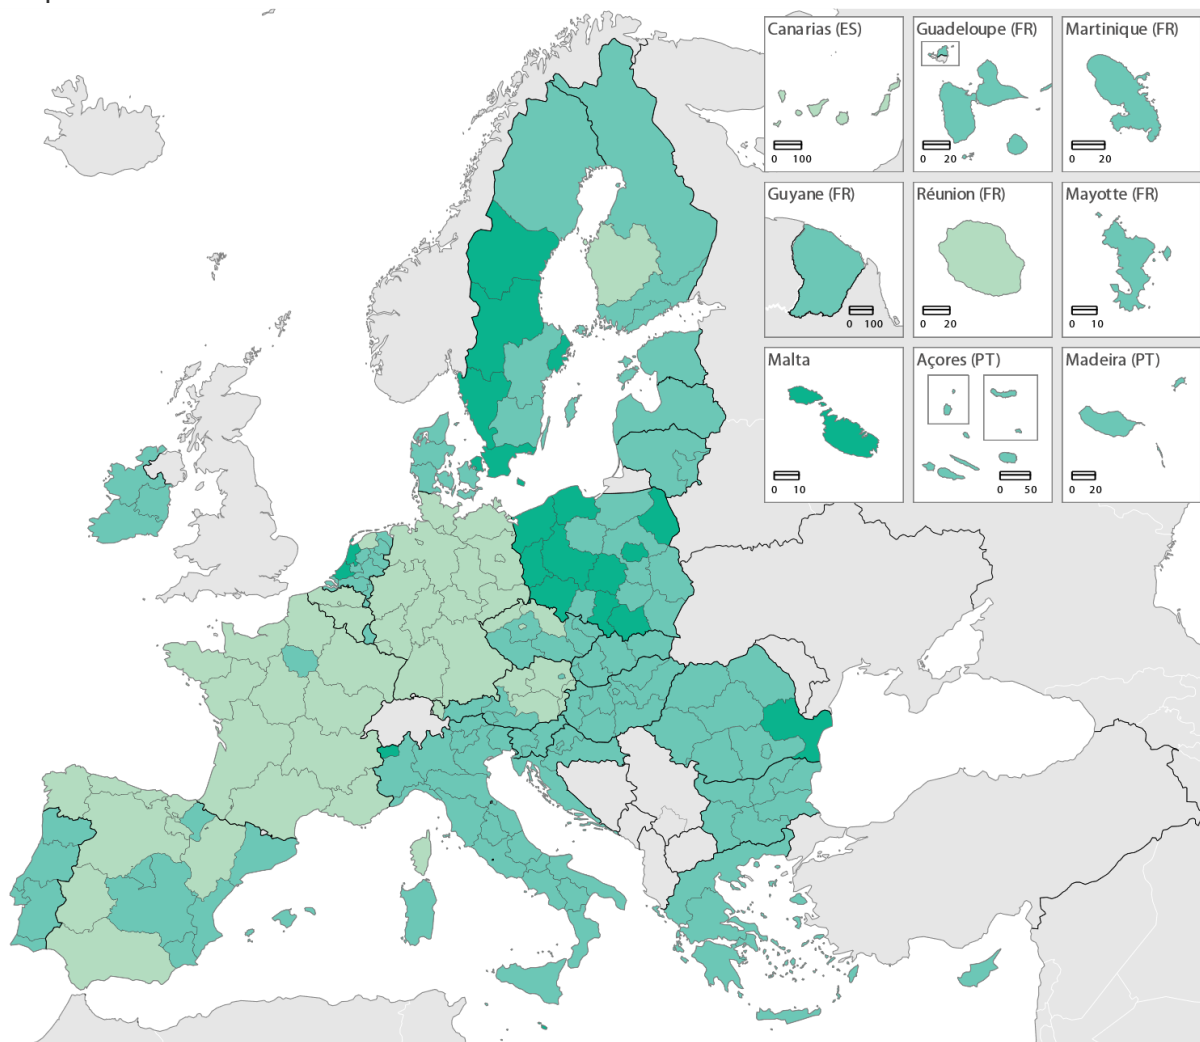 Canarias (ES)
0 100
Guadeloupe (FR)
0 20
Martinique (FR)
0 20
Guyane (FR)
0 100
Réunion (FR)
0 20
Mayotte (FR)
0 10
Malta
0 10
Açores (PT)
0 50
Madeira (PT)
0 20